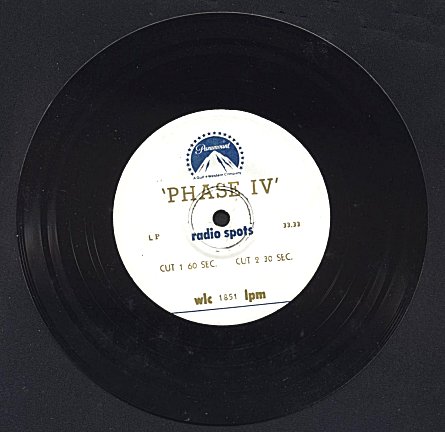 Paramount
A Gulf+Western Company
'PHASE IV'
LP 33.33
radio spots
CUT 1 60 SEC. CUT 2 30 SEC.
wlc 1851 lpm